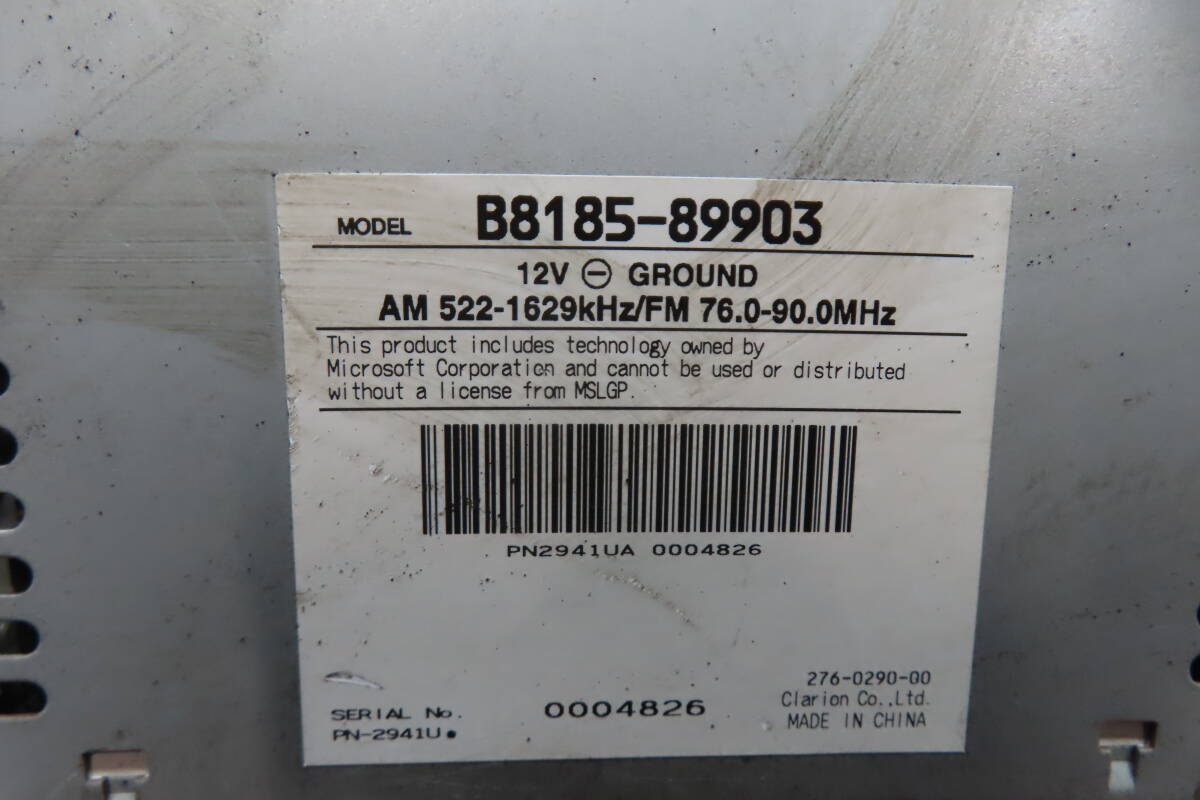 MODEL B8185-89903
12V ⊖ GROUND
AM 522-1629kHz/FM 76.0-90.0MHz
This product includes technology owned by
Microsoft Corporation and cannot be used or distributed
without a license from MSLGP.
PN2941UA 0004826
276-0290-00
SERIAL No. 0004826 Clarion Co.,Ltd.
PN-2941U● MADE IN CHINA